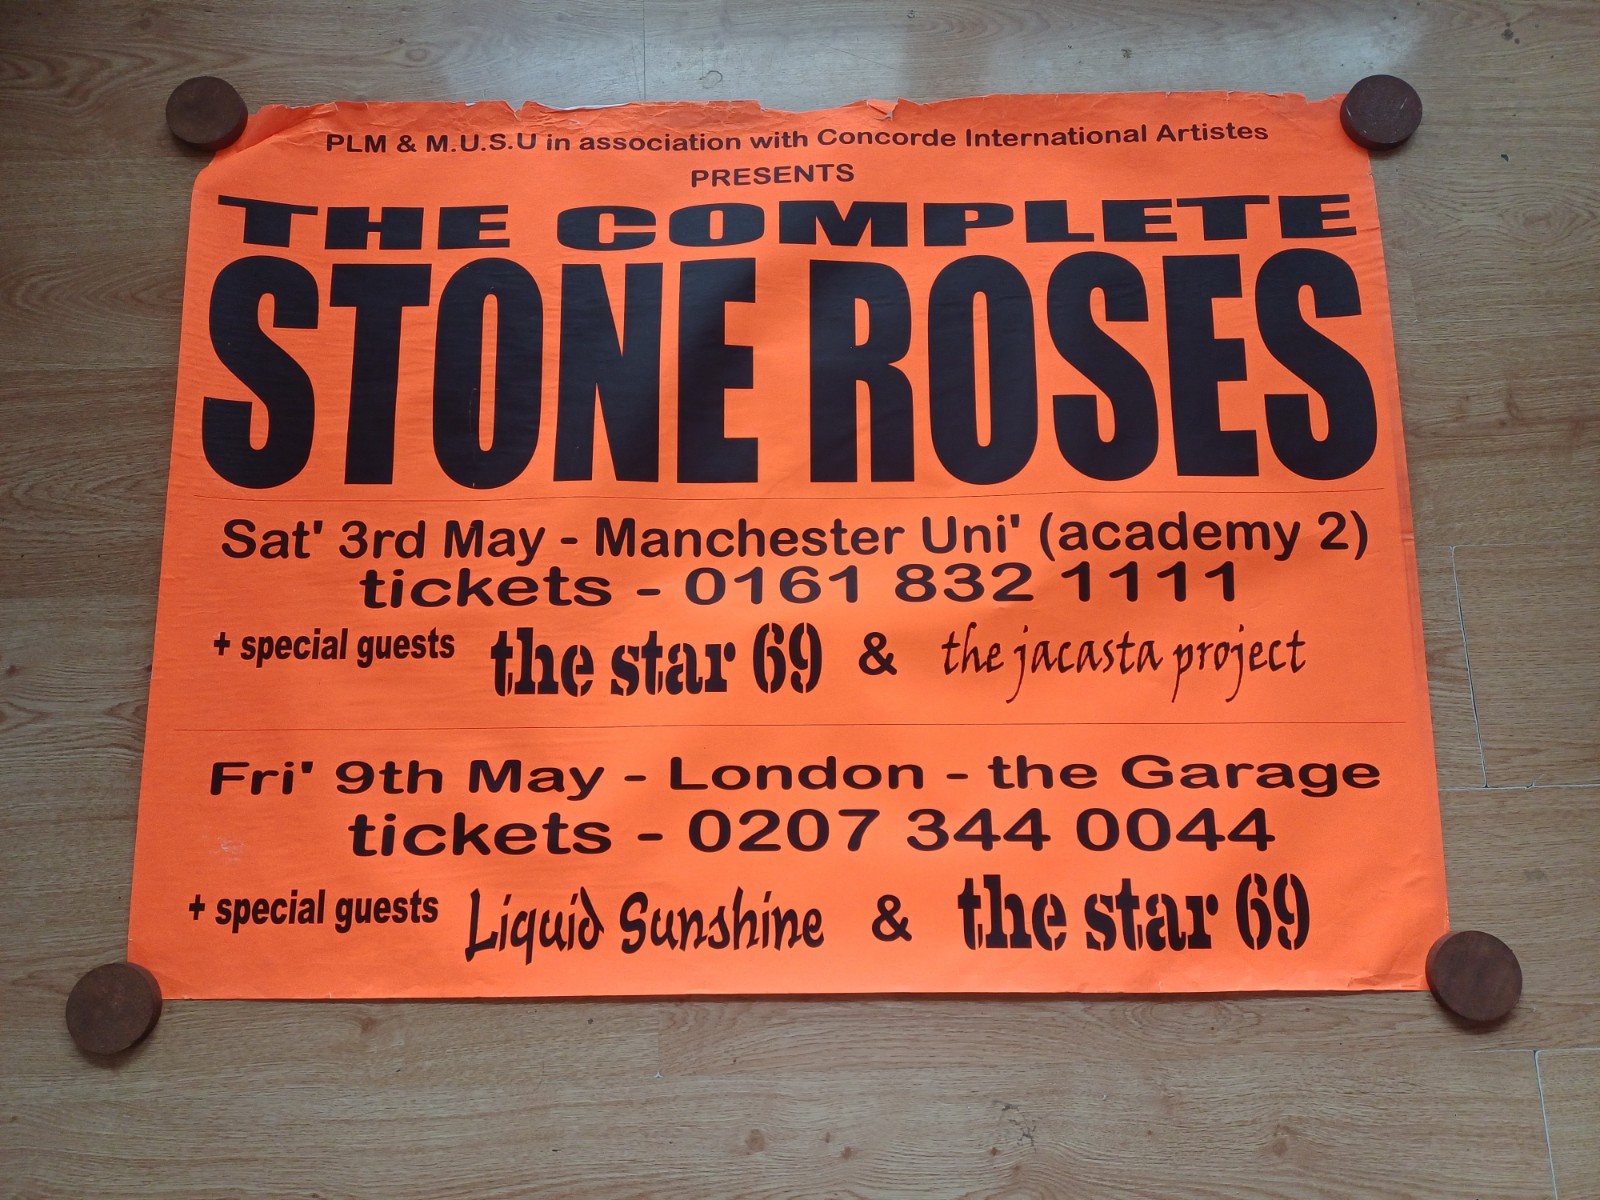 PLM & M.U.S.U in association with Concorde International Artistes
PRESENTS
THE COMPLETE
STONE ROSES
Sat' 3rd May - Manchester Uni' (academy 2)
tickets - 0161 832 1111
+ special guests the star 69 & the jacasta project
Fri' 9th May - London - the Garage
tickets - 0207 344 0044
+ special guests Liquid Sunshine & the star 69